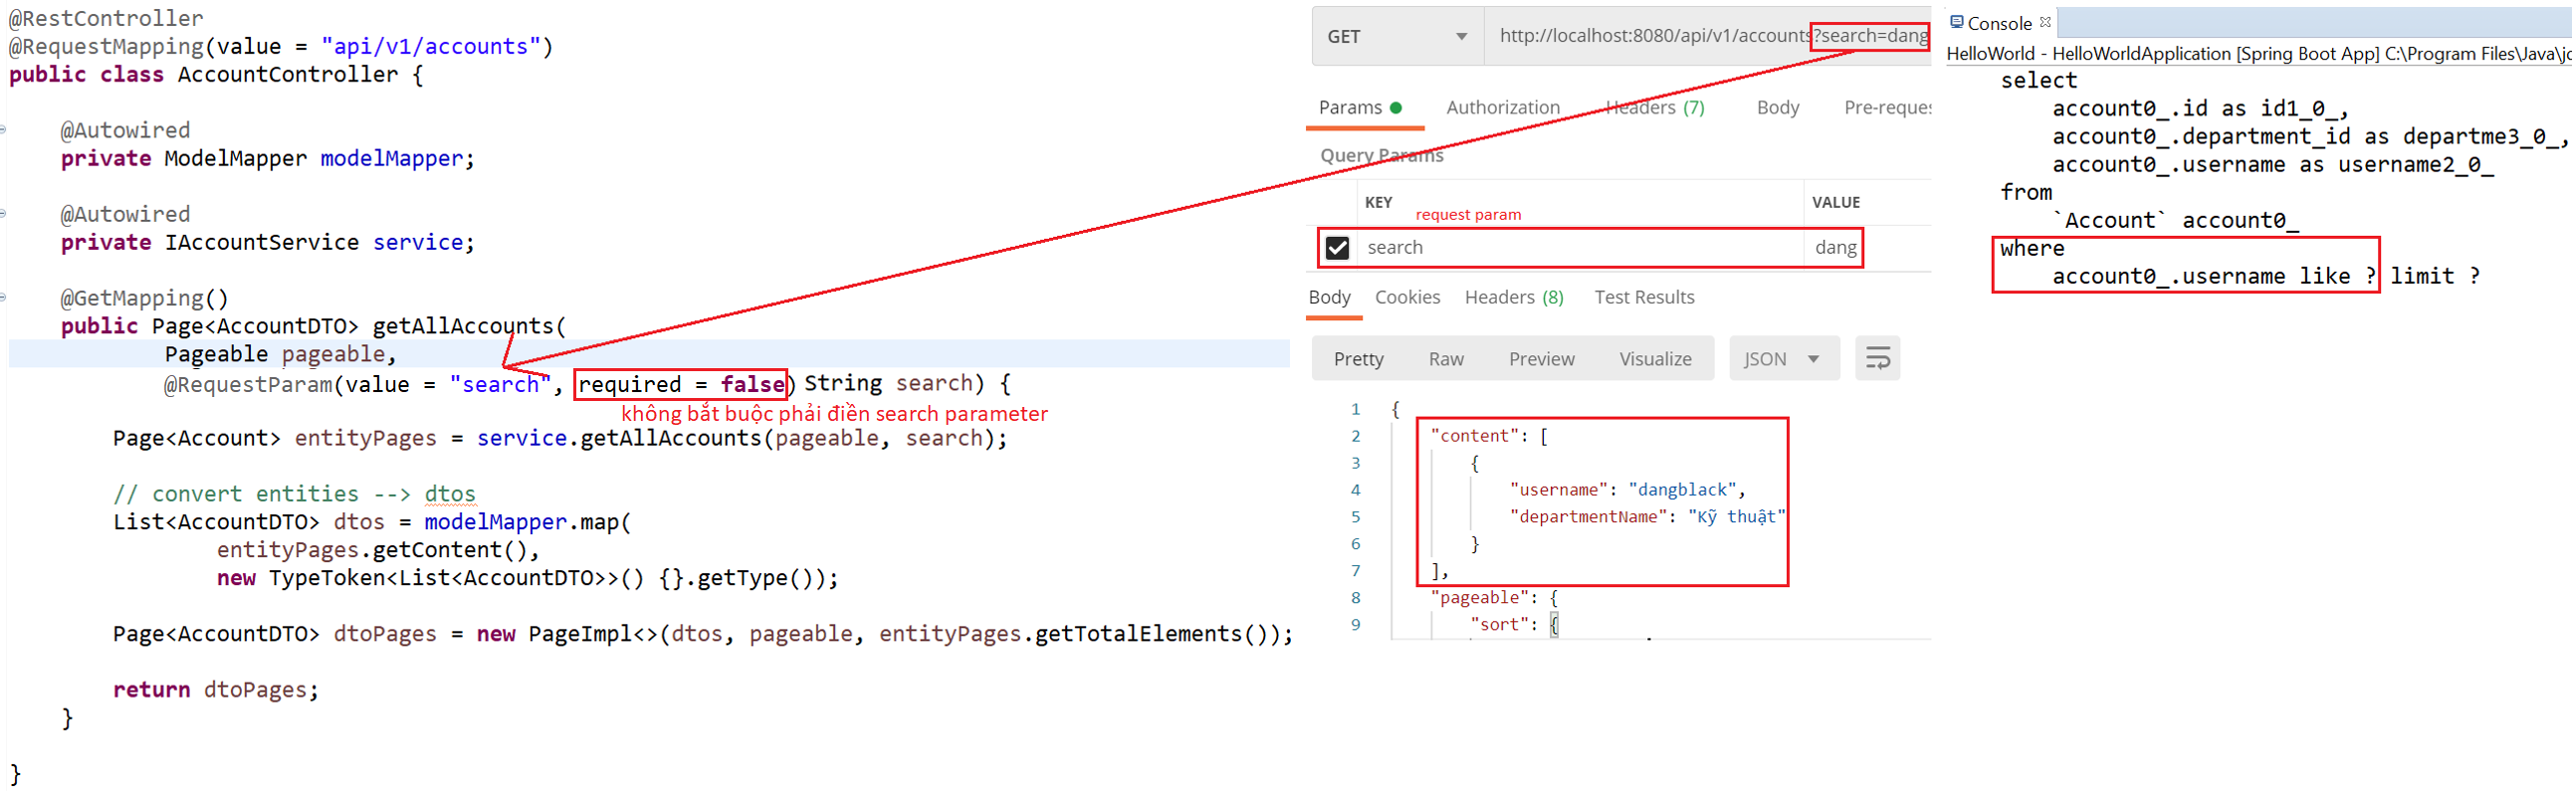 @RestController
@RequestMapping(value = "api/v1/accounts")
public class AccountController {
@Autowired
private ModelMapper modelMapper;
@Autowired
private IAccountService service;
@GetMapping()
public Page<AccountDTO> getAllAccounts(
Pageable pageable,
@RequestParam(value = "search", required = false) String search) {
không bắt buộc phải điền search parameter
Page<Account> entityPages = service.getAllAccounts(pageable, search);
// convert entities --> dtos
List<AccountDTO> dtos = modelMapper.map(
entityPages.getContent(),
new TypeToken<List<AccountDTO>>() {}.getType());
Page<AccountDTO> dtoPages = new PageImpl<>(dtos, pageable, entityPages.getTotalElements());
return dtoPages;
}
}
GET http://localhost:8080/api/v1/accounts?search=dang
Params Authorization Headers (7) Body Pre-reques
Query Params
KEY VALUE
request param
search dang
Body Cookies Headers (8) Test Results
Pretty Raw Preview Visualize JSON
1 {
2 "content": [
3 {
4 "username": "dangblack",
5 "departmentName": "Kỹ thuật"
6 }
7 ],
8 "pageable": {
9 "sort": {
Console
HelloWorld - HelloWorldApplication [Spring Boot App] C:\Program Files\Java\jd
select
account0_.id as id1_0_,
account0_.department_id as departme3_0_,
account0_.username as username2_0_
from
`Account` account0_
where
account0_.username like ? limit ?